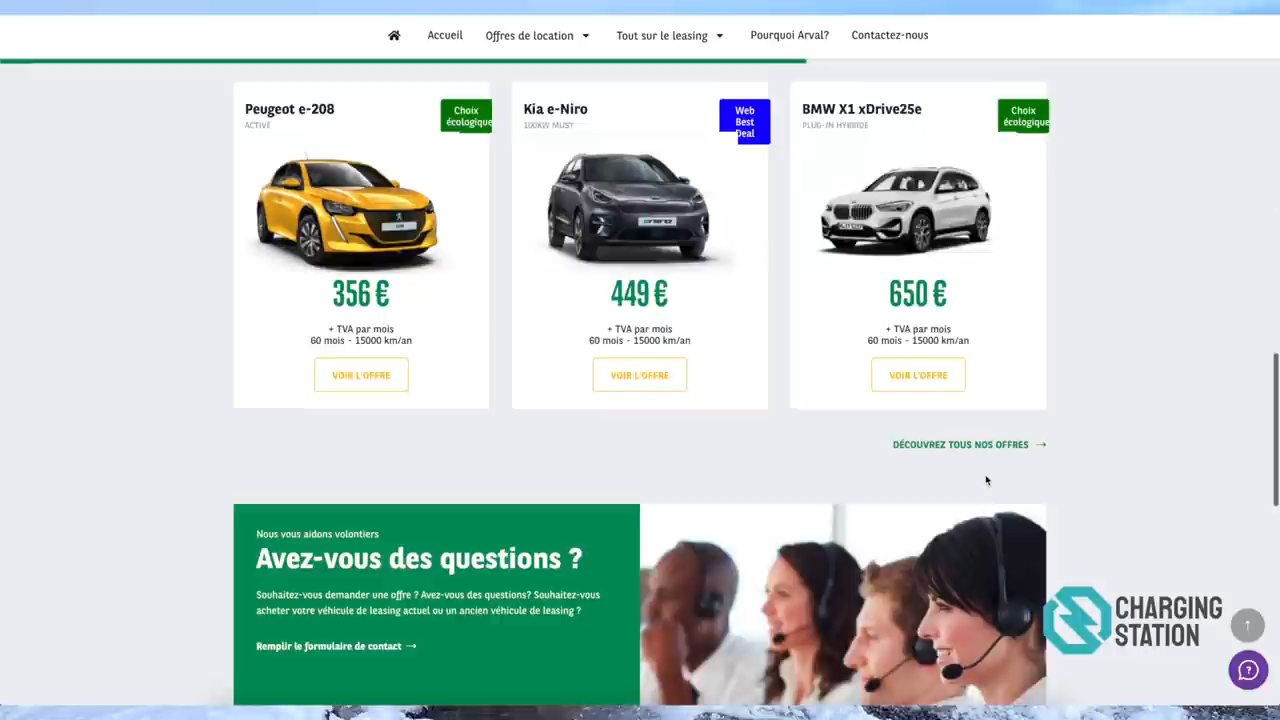 Accueil
Offres de location
Tout sur le leasing
Pourquoi Arval?
Contactez-nous
Peugeot e-208
ACTIVE
Choix
écologique
356 €
+ TVA par mois
60 mois - 15000 km/an
VOIR L'OFFRE
Kia e-Niro
100KW MUST
Web
Best
Deal
449 €
+ TVA par mois
60 mois - 15000 km/an
VOIR L'OFFRE
BMW X1 xDrive25e
PLUG-IN HYBRIDE
Choix
écologique
650 €
+ TVA par mois
60 mois - 15000 km/an
VOIR L'OFFRE
DÉCOUVREZ TOUS NOS OFFRES →
Nous vous aidons volontiers
Avez-vous des questions ?
Souhaitez-vous demander une offre ? Avez-vous des questions? Souhaitez-vous
acheter votre véhicule de leasing actuel ou un ancien véhicule de leasing ?
Remplir le formulaire de contact →
CHARGING
STATION